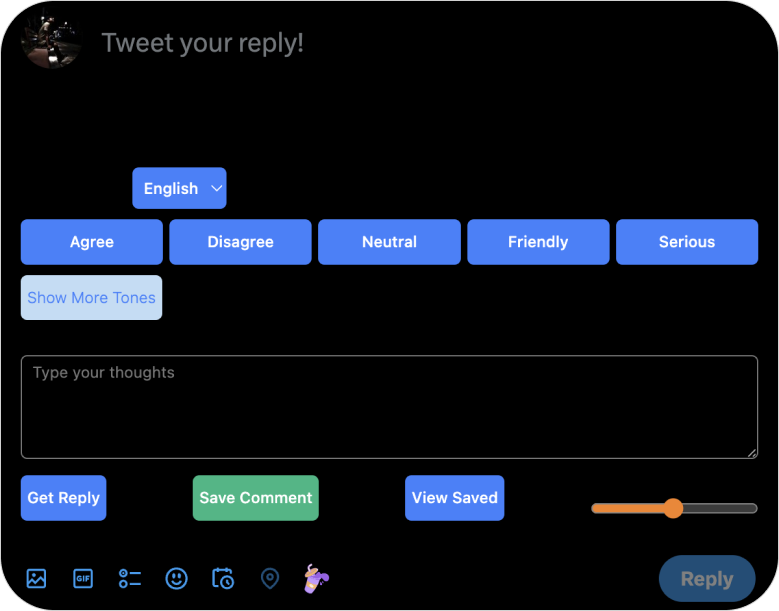 Tweet your reply!
English
Agree Disagree Neutral Friendly Serious
Show More Tones
Type your thoughts
Get Reply Save Comment View Saved
GIF Reply